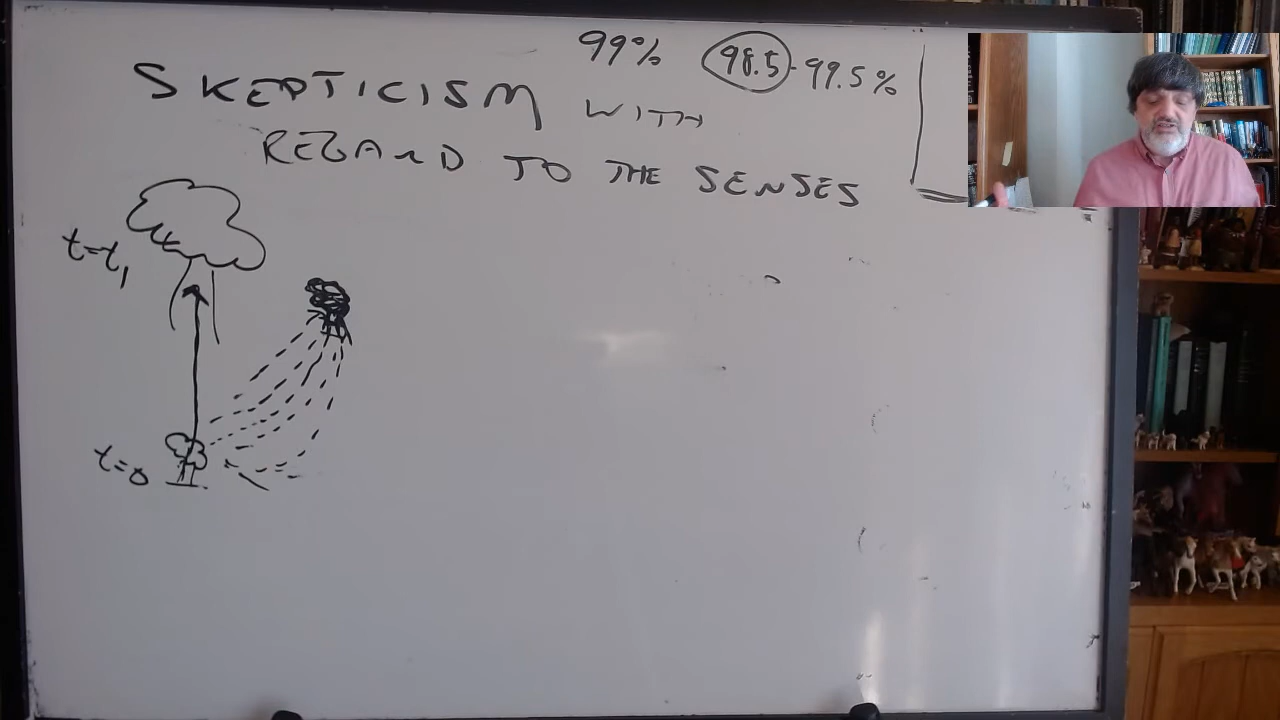 99% 98.5-99.5%
SKEPTICISM WITH
REGARD TO THE SENSES
t=t₁
t=0